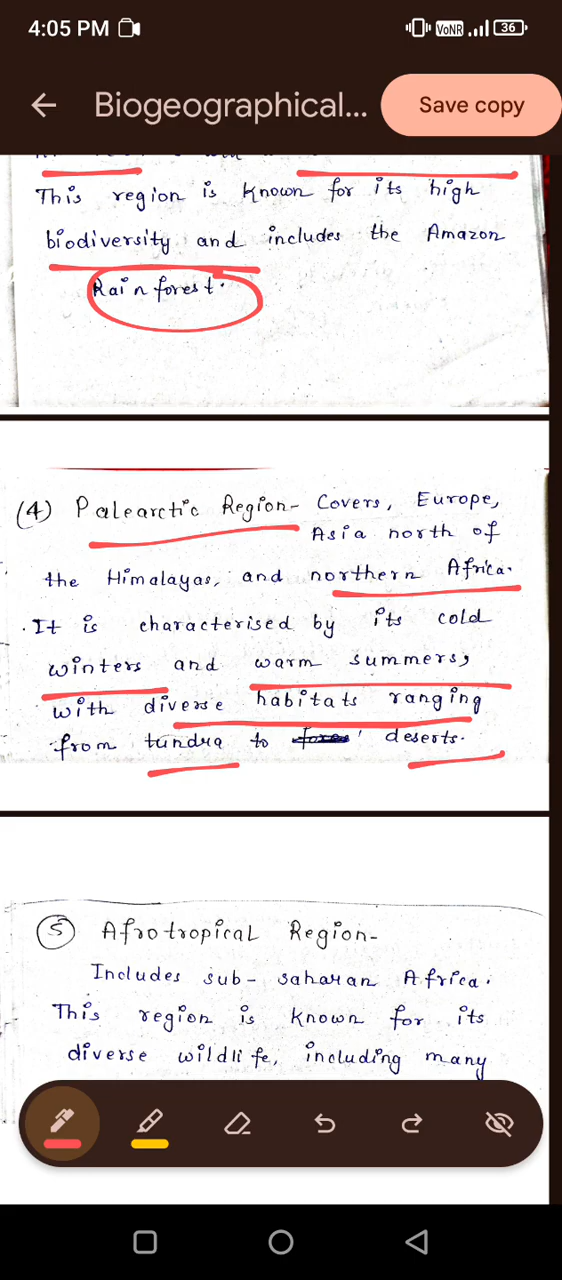 4:05 PM
VoNR
36
Biogeographical...
Save copy
This region is known for its high
biodiversity and includes the Amazon
Rain forest.
(4) Palearctic Region- Covers, Europe,
Asia north of
the Himalayas, and northern Africa.
It is characterised by its cold
winters and warm summers,
with diverse habitats ranging
from tundra to deserts.
5 Afrotropical Region-
Includes sub-saharan Africa.
This region is known for its
diverse wildlife, including many